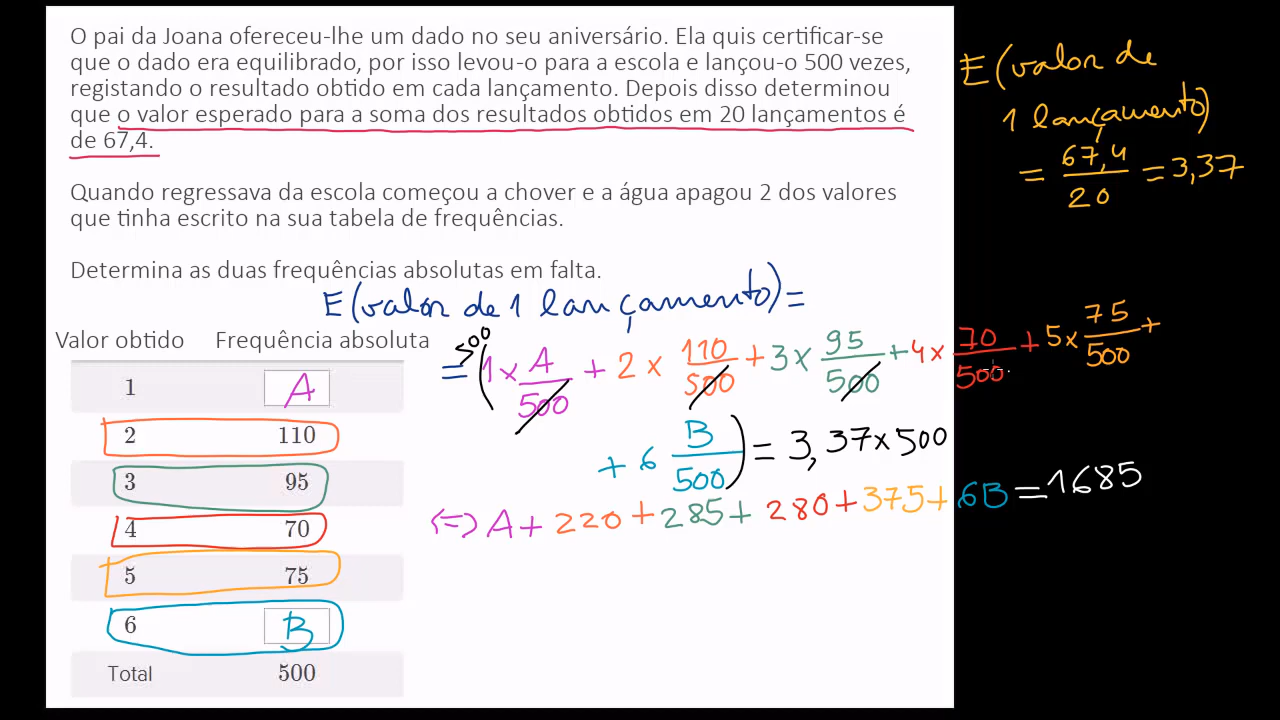 O pai da Joana ofereceu-lhe um dado no seu aniversário. Ela quis certificar-se
que o dado era equilibrado, por isso levou-o para a escola e lançou-o 500 vezes,
registando o resultado obtido em cada lançamento. Depois disso determinou
que o valor esperado para a soma dos resultados obtidos em 20 lançamentos é
de 67,4.
Quando regressava da escola começou a chover e a água apagou 2 dos valores
que tinha escrito na sua tabela de frequências.
Determina as duas frequências absolutas em falta.
E(valor de
1 lançamento)
= 67,4/20 = 3,37
E(valor de 1 lançamento) =
= 500(1 × A/500 + 2 × 110/500 + 3 × 95/500 + 4 × 70/500 + 5 × 75/500 +
+ 6 B/500) = 3,37 × 500
<=> A + 220 + 285 + 280 + 375 + 6B = 1685
Valor obtido Frequência absoluta
1 A
2 110
3 95
4 70
5 75
6 B
Total 500